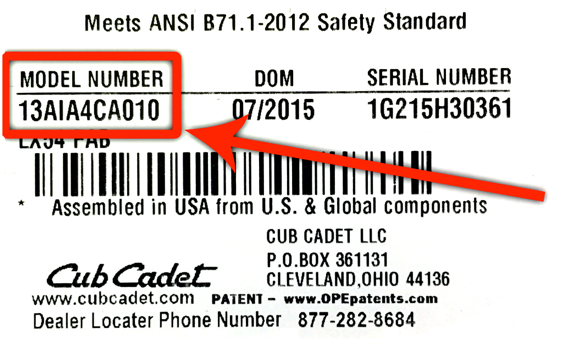 Meets ANSI B71.1-2012 Safety Standard
MODEL NUMBER DOM SERIAL NUMBER
13AIA4CA010 07/2015 1G215H30361
LX54 FAB
* Assembled in USA from U.S. & Global components
CUB CADET LLC
P.O.BOX 361131
Cub Cadet CLEVELAND,OHIO 44136
www.cubcadet.com PATENT – www.OPEpatents.com
Dealer Locater Phone Number 877-282-8684